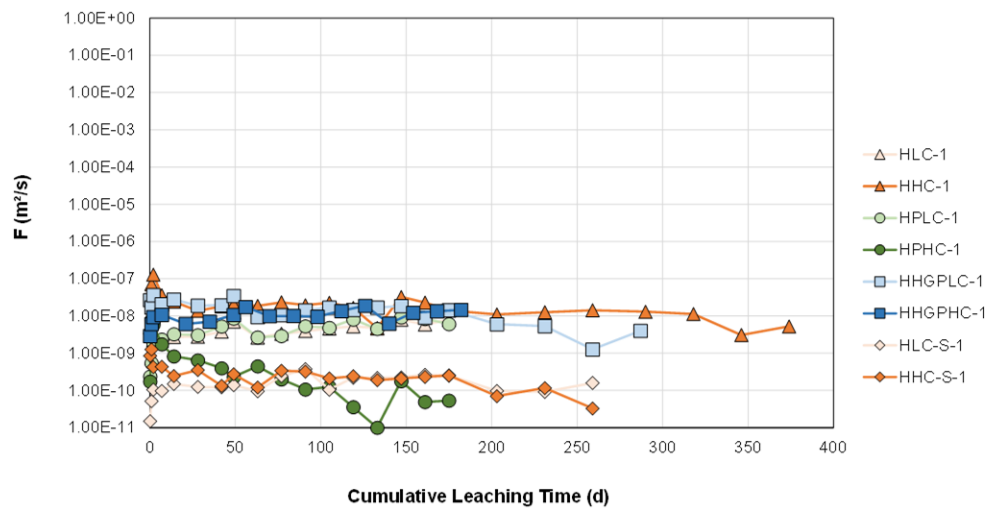 1.00E+00
1.00E-01
1.00E-02
1.00E-03
1.00E-04
1.00E-05
1.00E-06
1.00E-07
1.00E-08
1.00E-09
1.00E-10
1.00E-11
F (m²/s)
0 50 100 150 200 250 300 350 400
Cumulative Leaching Time (d)
HLC-1
HHC-1
HPLC-1
HPHC-1
HHGPLC-1
HHGPHC-1
HLC-S-1
HHC-S-1